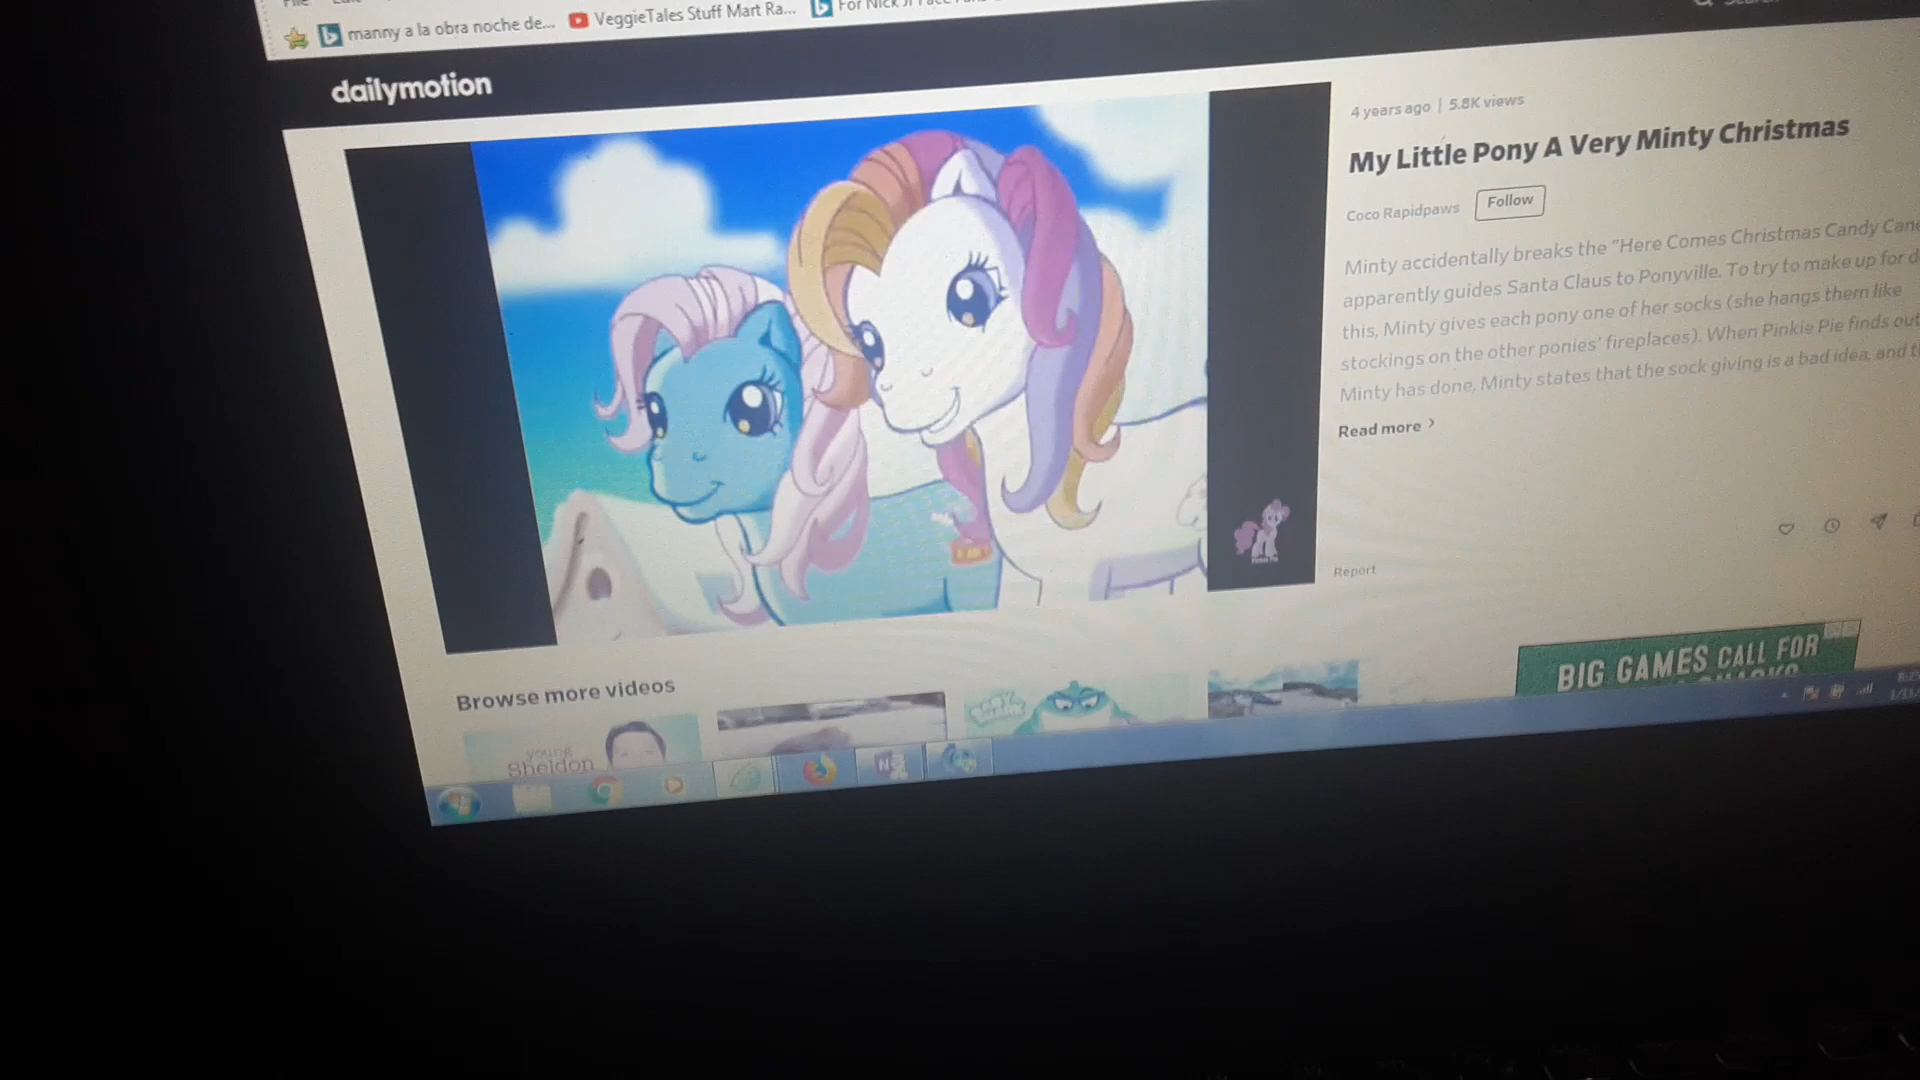 manny a la obra noche de...
VeggieTales Stuff Mart Ra...
For Nick Jr
dailymotion
4 years ago | 5.8K views
My Little Pony A Very Minty Christmas
Coco Rapidpaws
Follow
Minty accidentally breaks the "Here Comes Christmas Candy Cane
apparently guides Santa Claus to Ponyville. To try to make up for d
this, Minty gives each pony one of her socks (she hangs them like
stockings on the other ponies' fireplaces). When Pinkie Pie finds out
Minty has done, Minty states that the sock giving is a bad idea, and t
Read more >
Report
Browse more videos
young
Sheldon
BIG GAMES CALL FOR
N